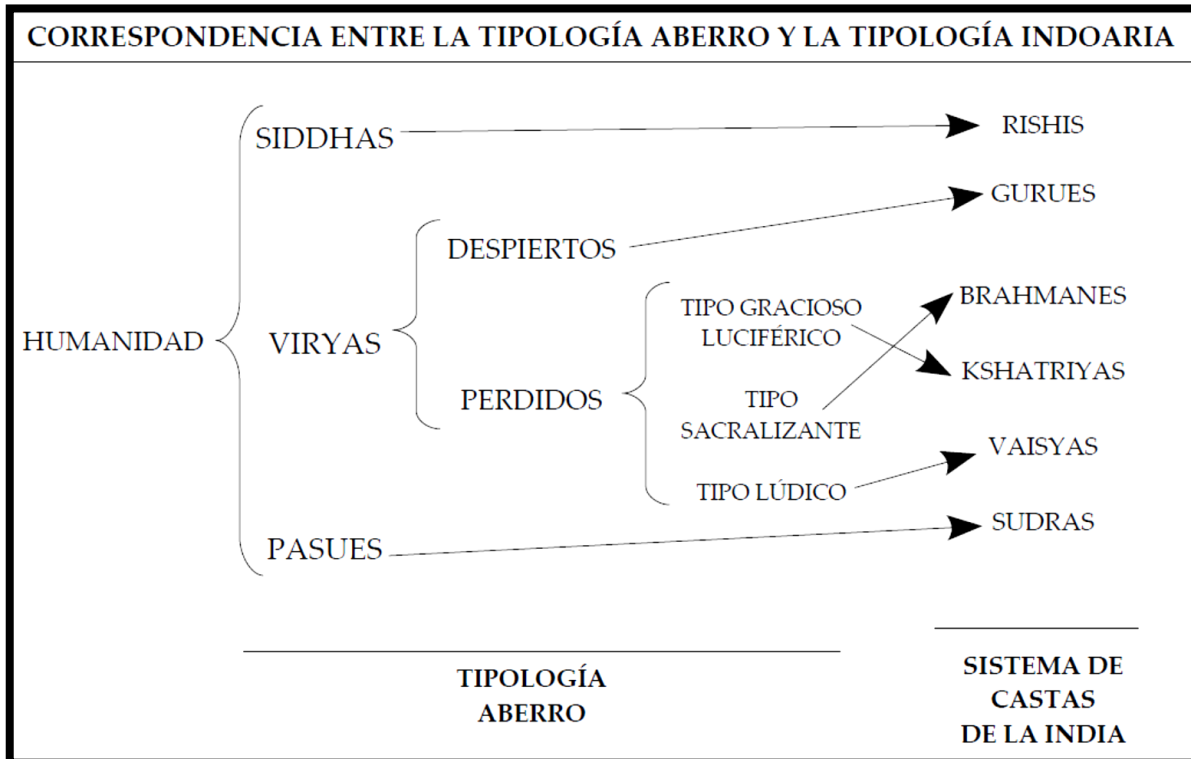 CORRESPONDENCIA ENTRE LA TIPOLOGÍA ABERRO Y LA TIPOLOGÍA INDOARIA
HUMANIDAD
SIDDHAS
VIRYAS
PASUES
DESPIERTOS
PERDIDOS
TIPO GRACIOSO
LUCIFÉRICO
TIPO
SACRALIZANTE
TIPO LÚDICO
RISHIS
GURUES
BRAHMANES
KSHATRIYAS
VAISYAS
SUDRAS
TIPOLOGÍA
ABERRO
SISTEMA DE
CASTAS
DE LA INDIA